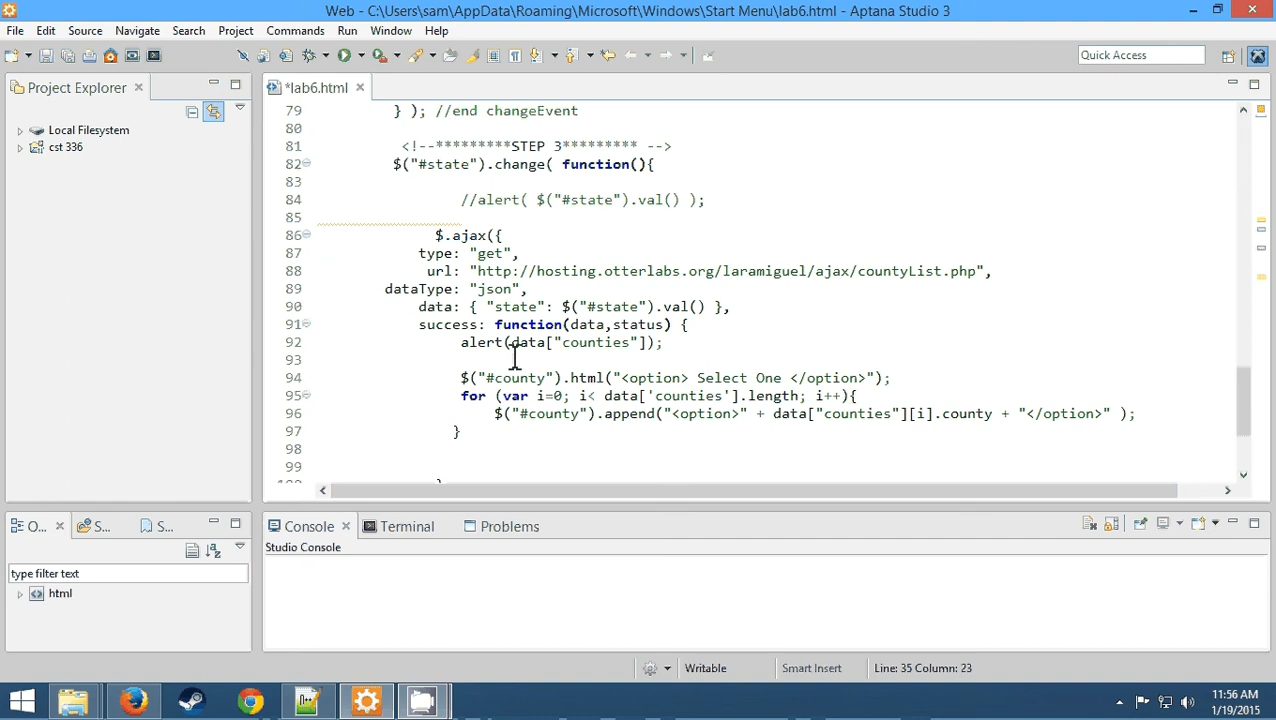 Web - C:\Users\sam\AppData\Roaming\Microsoft\Windows\Start Menu\lab6.html - Aptana Studio 3
File Edit Source Navigate Search Project Scripts Commands Run Window Help
Quick Access
Project Explorer
Local Filesystem
cst 336
*lab6.html
79 } ); //end changeEvent
80
81 <!--*********STEP 3********* -->
82 $("#state").change( function(){
83
84 //alert( $("#state").val() );
85
86 $.ajax({
87 type: "get",
88 url: "http://hosting.otterlabs.org/laramiguel/ajax/countyList.php",
89 dataType: "json",
90 data: { "state": $("#state").val() },
91 success: function(data,status) {
92 alert(data["counties"]);
93
94 $("#county").html("<option> Select One </option>");
95 for (var i=0; i< data['counties'].length; i++){
96 $("#county").append("<option>" + data["counties"][i].county + "</option>" );
97 }
98
99
O...
S...
S...
type filter text
html
Console
Terminal
Problems
Studio Console
Writable
Smart Insert
Line: 35 Column: 23
11:56 AM
1/19/2015